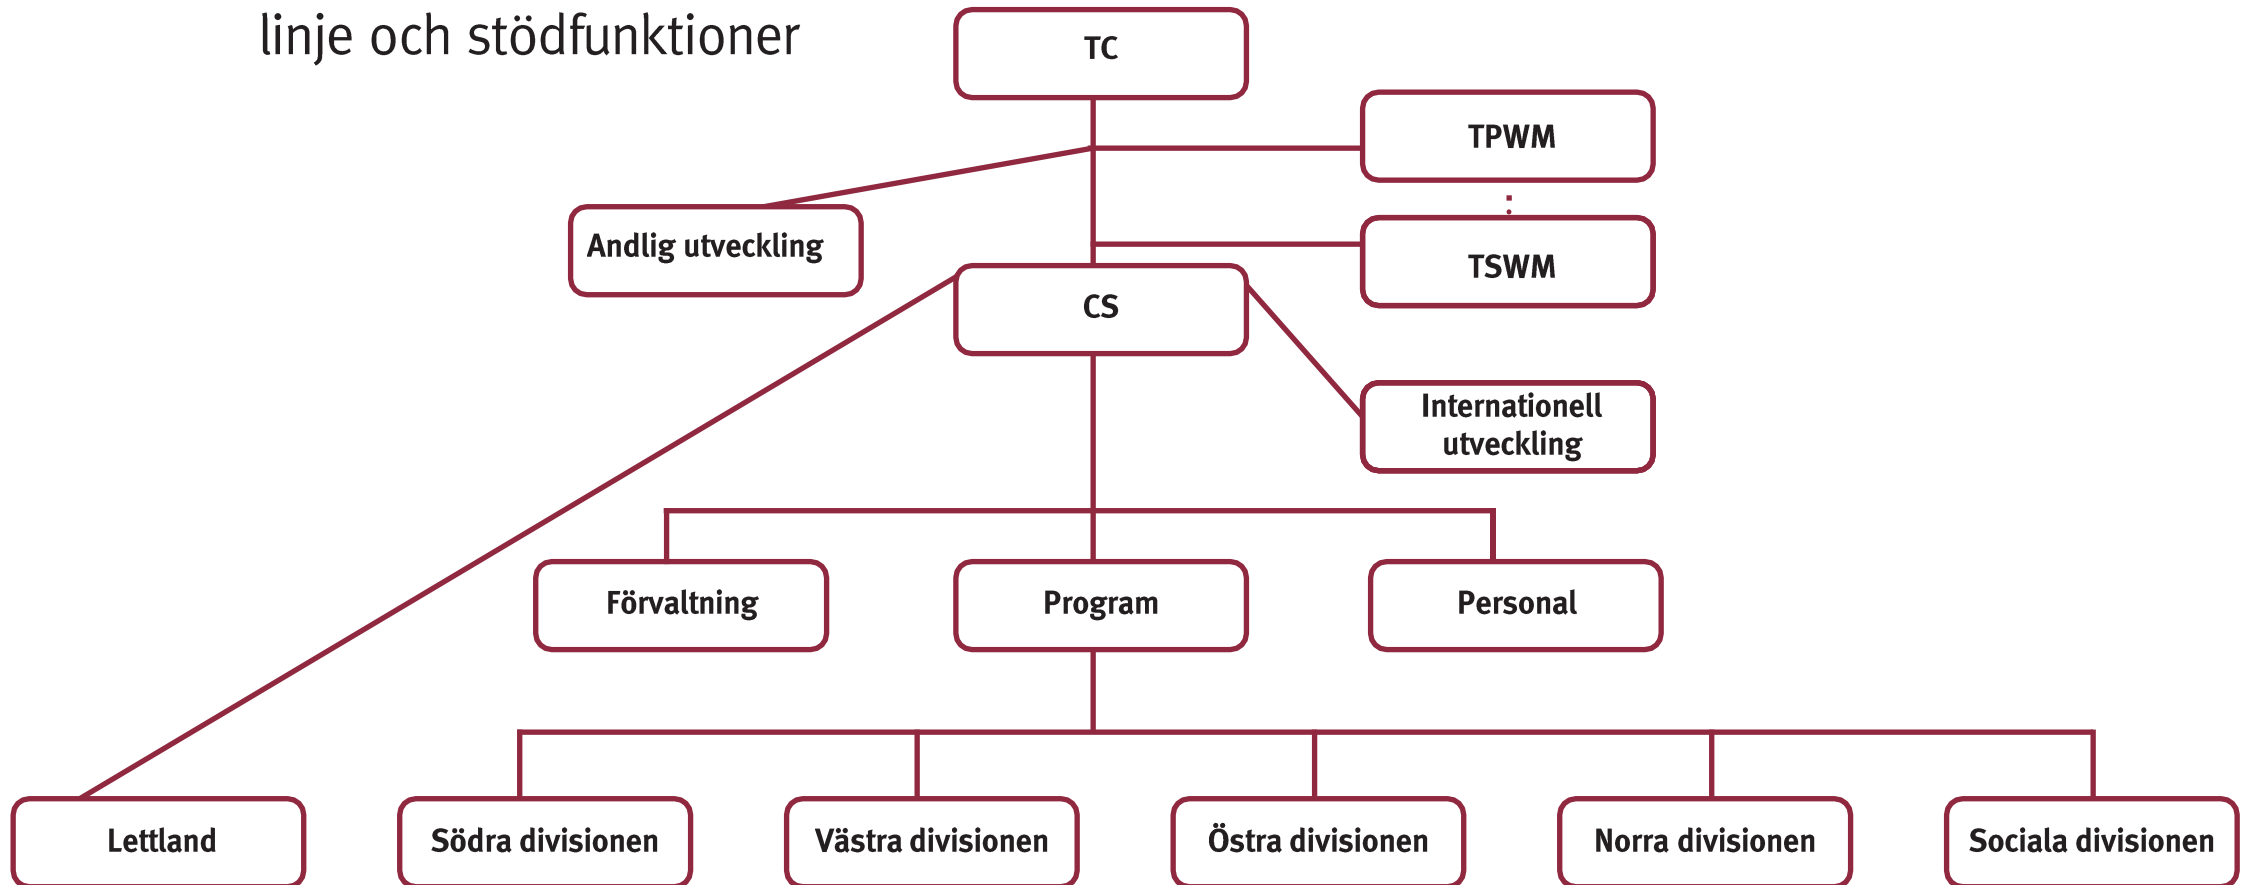 linje och stödfunktioner
TC
TPWM
Andlig utveckling
TSWM
CS
Internationell
utveckling
Förvaltning
Program
Personal
Lettland
Södra divisionen
Västra divisionen
Östra divisionen
Norra divisionen
Sociala divisionen